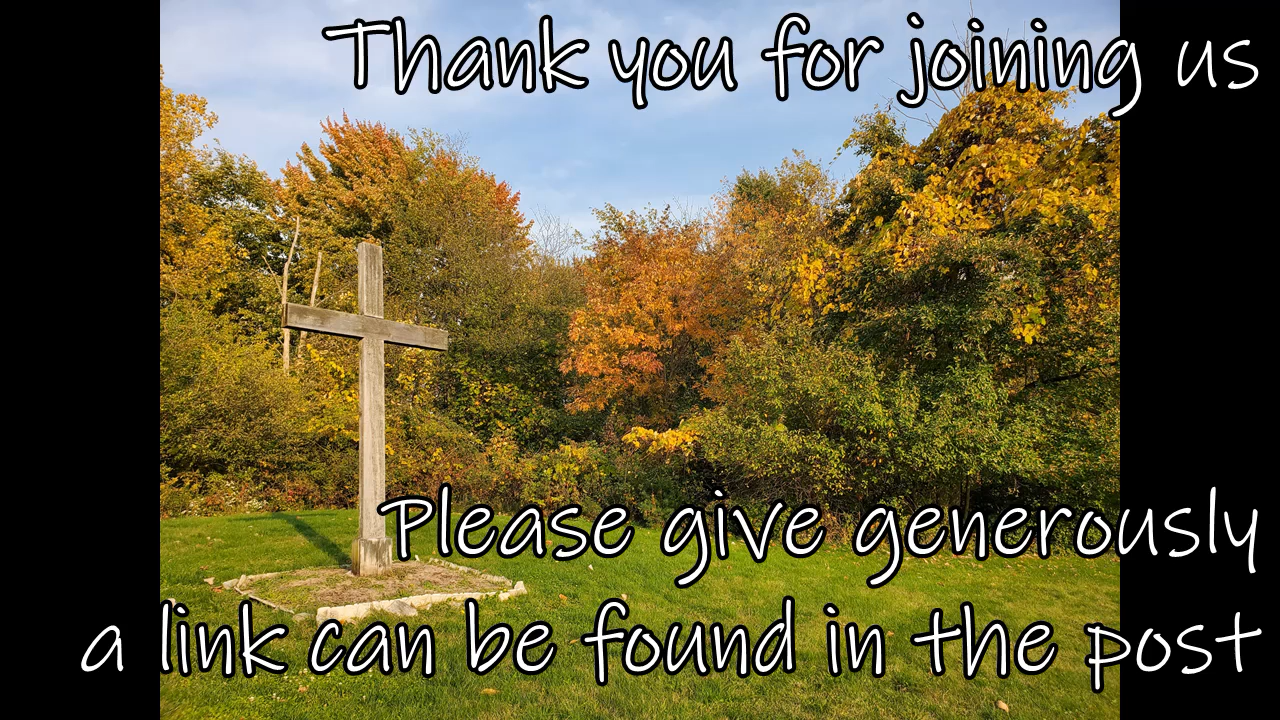 Thank you for joining us
Please give generously
a link can be found in the post